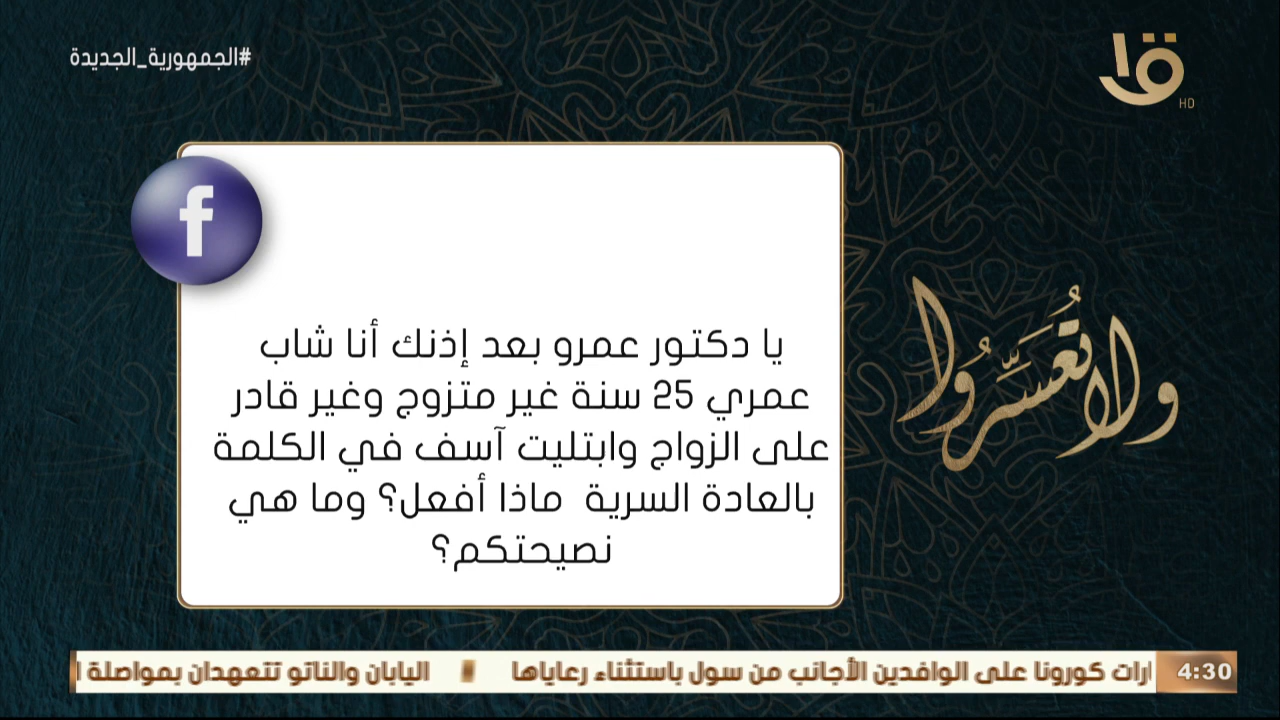 #الجمهورية_الجديدة
HD
f
ولا تُعسِّرُوا
يا دكتور عمرو بعد إذنك أنا شاب
عمري 25 سنة غير متزوج وغير قادر
على الزواج وابتليت آسف في الكلمة
بالعادة السرية ماذا أفعل؟ وما هي
نصيحتكم؟
4:30
ارات كورونا على الوافدين الأجانب من سول باستثناء رعاياها
اليابان والناتو تتعهدان بمواصلة ا